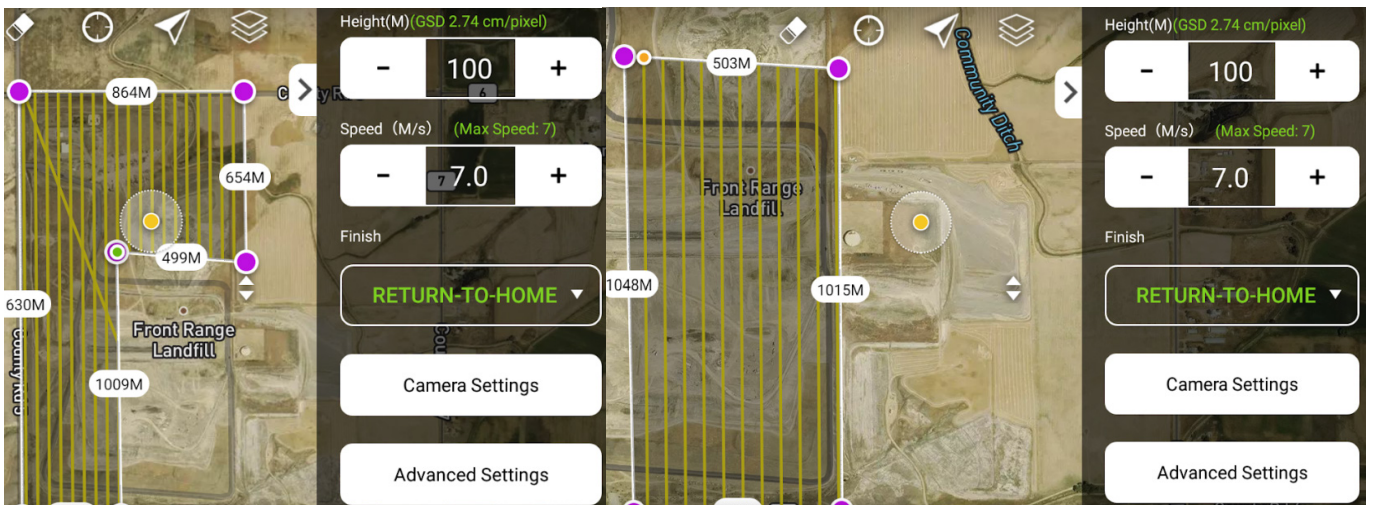 Height(M)(GSD 2.74 cm/pixel)
- 100 +
6
Speed (M/s) (Max Speed: 7)
- 7.0 +
7
Finish
RETURN-TO-HOME
Camera Settings
Advanced Settings
864M
654M
499M
630M
1009M
Front Range
Landfill
Height(M)(GSD 2.74 cm/pixel)
- 100 +
Speed (M/s) (Max Speed: 7)
- 7.0 +
Finish
RETURN-TO-HOME
Camera Settings
Advanced Settings
503M
1048M
1015M
Front Range
Landfill
Community Ditch